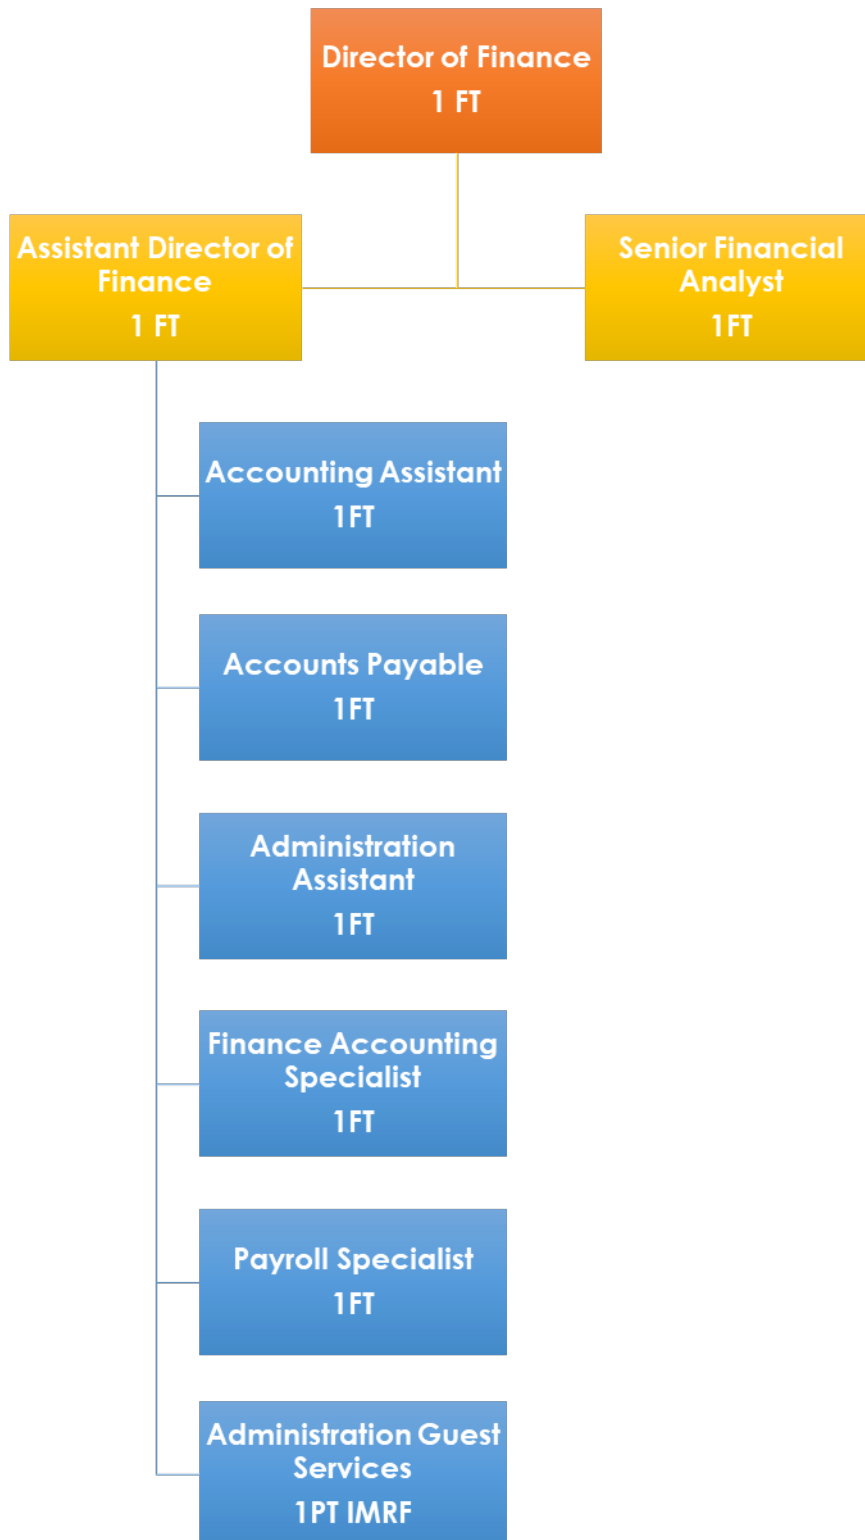 Director of Finance
1 FT
Assistant Director of
Finance
1 FT
Senior Financial
Analyst
1FT
Accounting Assistant
1FT
Accounts Payable
1FT
Administration
Assistant
1FT
Finance Accounting
Specialist
1FT
Payroll Specialist
1FT
Administration Guest
Services
1PT IMRF